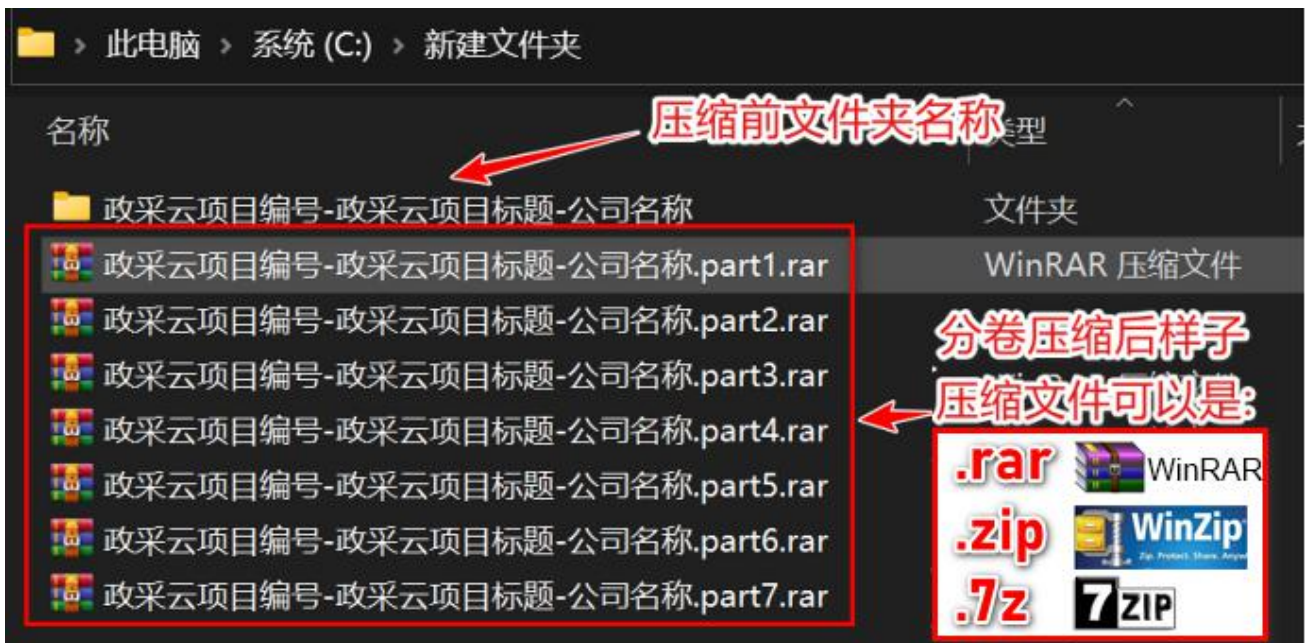 此电脑 > 系统 (C:) > 新建文件夹
压缩前文件夹名称
名称
类型
政采云项目编号-政采云项目标题-公司名称
文件夹
政采云项目编号-政采云项目标题-公司名称.part1.rar
WinRAR 压缩文件
政采云项目编号-政采云项目标题-公司名称.part2.rar
政采云项目编号-政采云项目标题-公司名称.part3.rar
政采云项目编号-政采云项目标题-公司名称.part4.rar
政采云项目编号-政采云项目标题-公司名称.part5.rar
政采云项目编号-政采云项目标题-公司名称.part6.rar
政采云项目编号-政采云项目标题-公司名称.part7.rar
分卷压缩后样子
压缩文件可以是:
.rar WinRAR
.zip WinZip
Zip. Protect. Share.
.7z 7ZIP